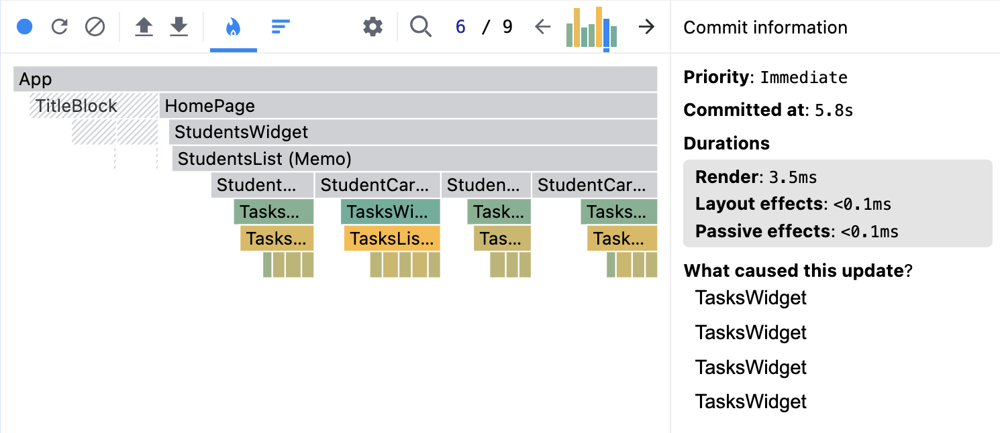 6 / 9
Commit information
App
TitleBlock
HomePage
StudentsWidget
StudentsList (Memo)
Student...
StudentCar...
Studen...
StudentCar...
Tasks...
TasksWi...
Task...
Tasks...
Tasks...
TasksLis...
Tas...
Task...
Priority: Immediate
Committed at: 5.8s
Durations
Render: 3.5ms
Layout effects: <0.1ms
Passive effects: <0.1ms
What caused this update?
TasksWidget
TasksWidget
TasksWidget
TasksWidget